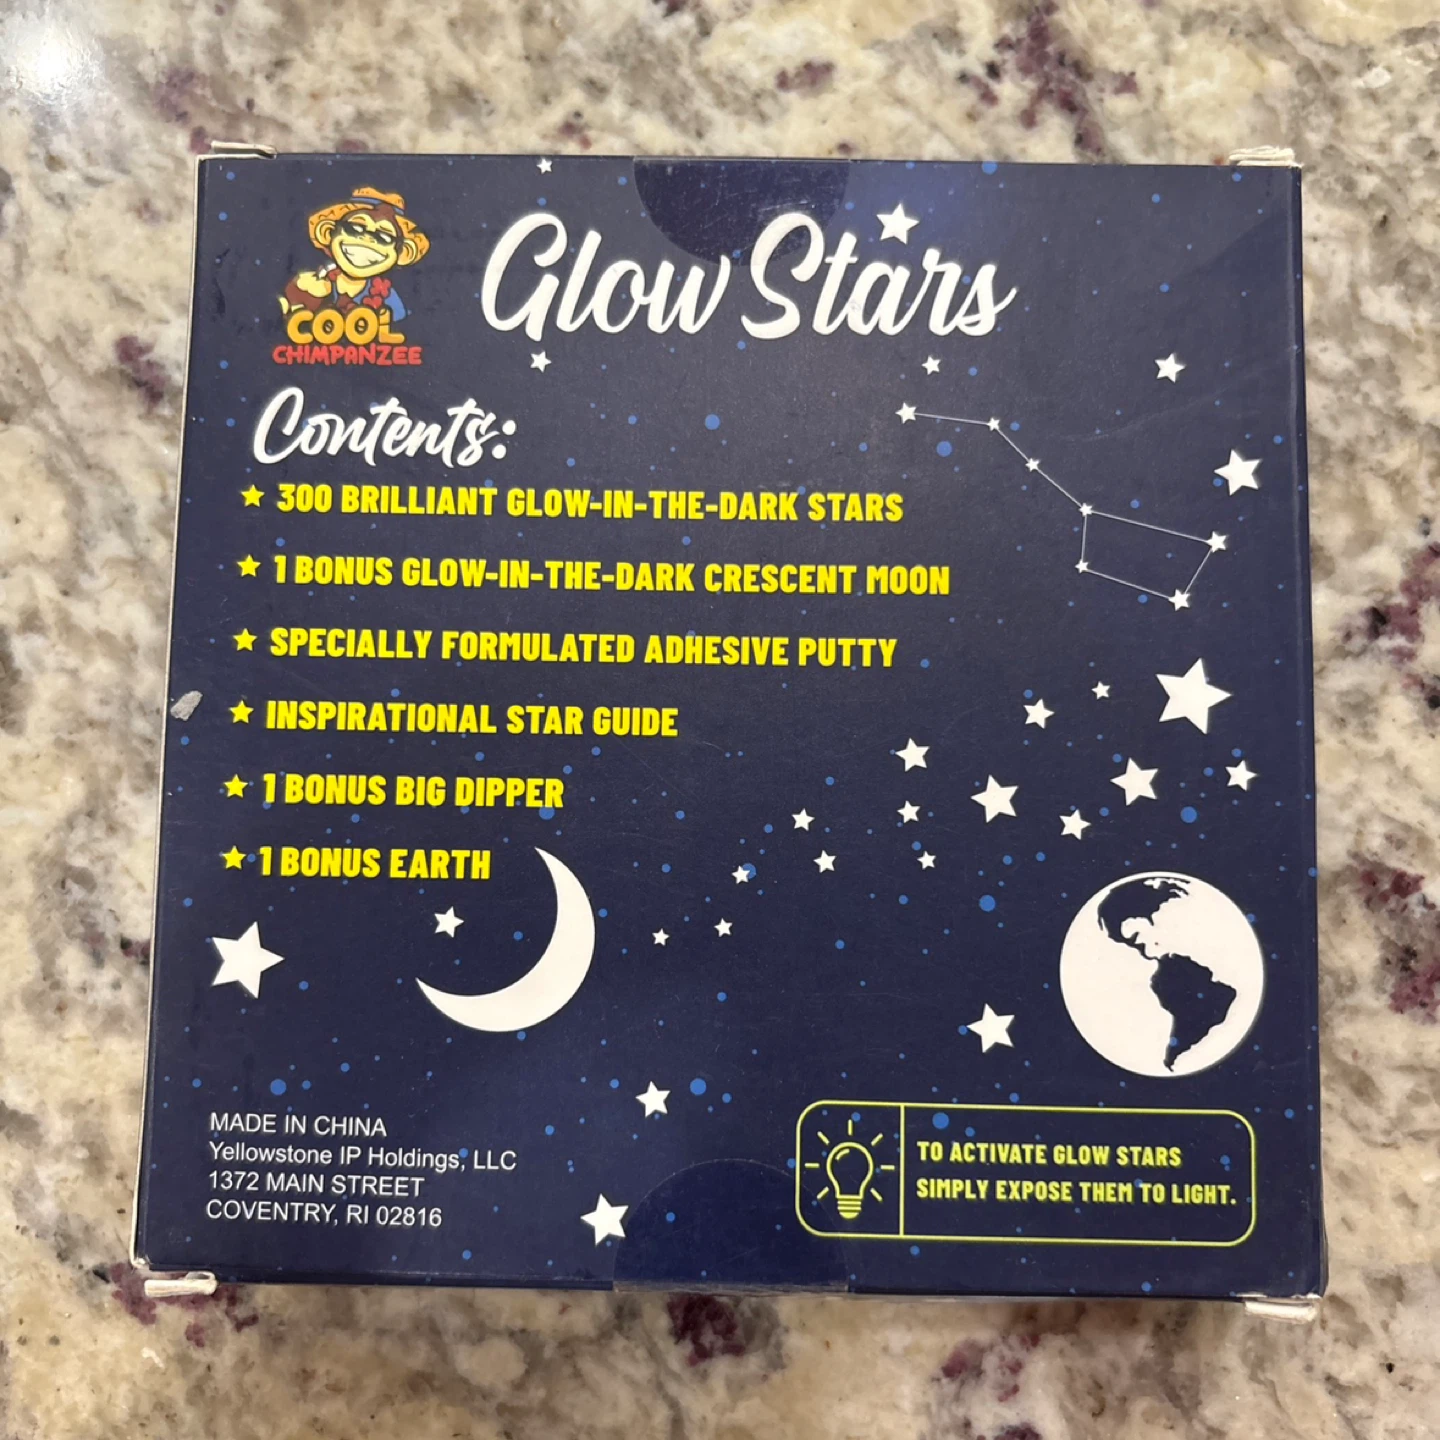 COOL
CHIMPANZEE
Glow Stars
Contents:
300 BRILLIANT GLOW-IN-THE-DARK STARS
1 BONUS GLOW-IN-THE-DARK CRESCENT MOON
SPECIALLY FORMULATED ADHESIVE PUTTY
INSPIRATIONAL STAR GUIDE
1 BONUS BIG DIPPER
1 BONUS EARTH
MADE IN CHINA
Yellowstone IP Holdings, LLC
1372 MAIN STREET
COVENTRY, RI 02816
TO ACTIVATE GLOW STARS
SIMPLY EXPOSE THEM TO LIGHT.